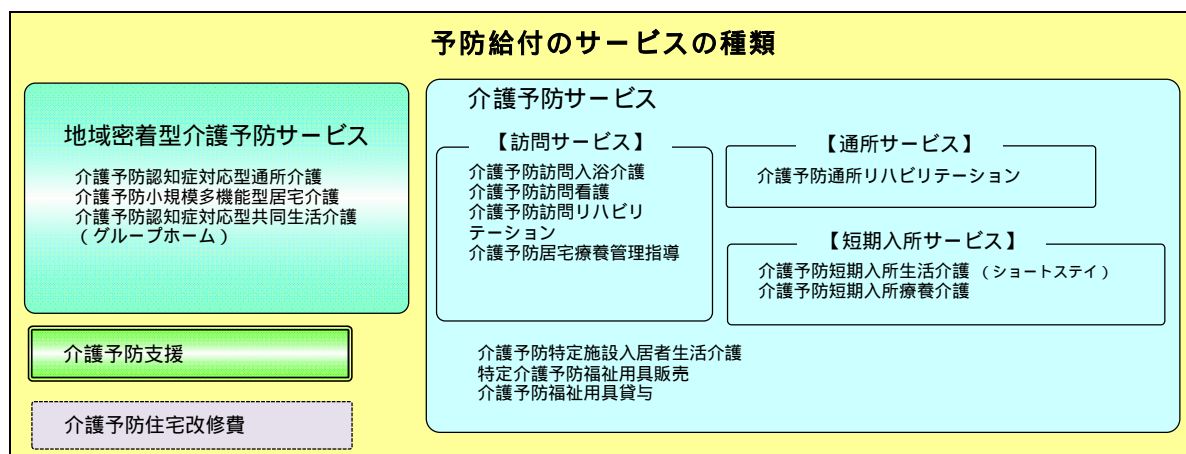 予防給付のサービスの種類
地域密着型介護予防サービス
介護予防認知症対応型通所介護
介護予防小規模多機能型居宅介護
介護予防認知症対応型共同生活介護
(グループホーム)
介護予防支援
介護予防住宅改修費
介護予防サービス
【訪問サービス】
介護予防訪問入浴介護
介護予防訪問看護
介護予防訪問リハビリ
テーション
介護予防居宅療養管理指導
【通所サービス】
介護予防通所リハビリテーション
【短期入所サービス】
介護予防短期入所生活介護(ショートステイ)
介護予防短期入所療養介護
介護予防特定施設入居者生活介護
特定介護予防福祉用具販売
介護予防福祉用具貸与